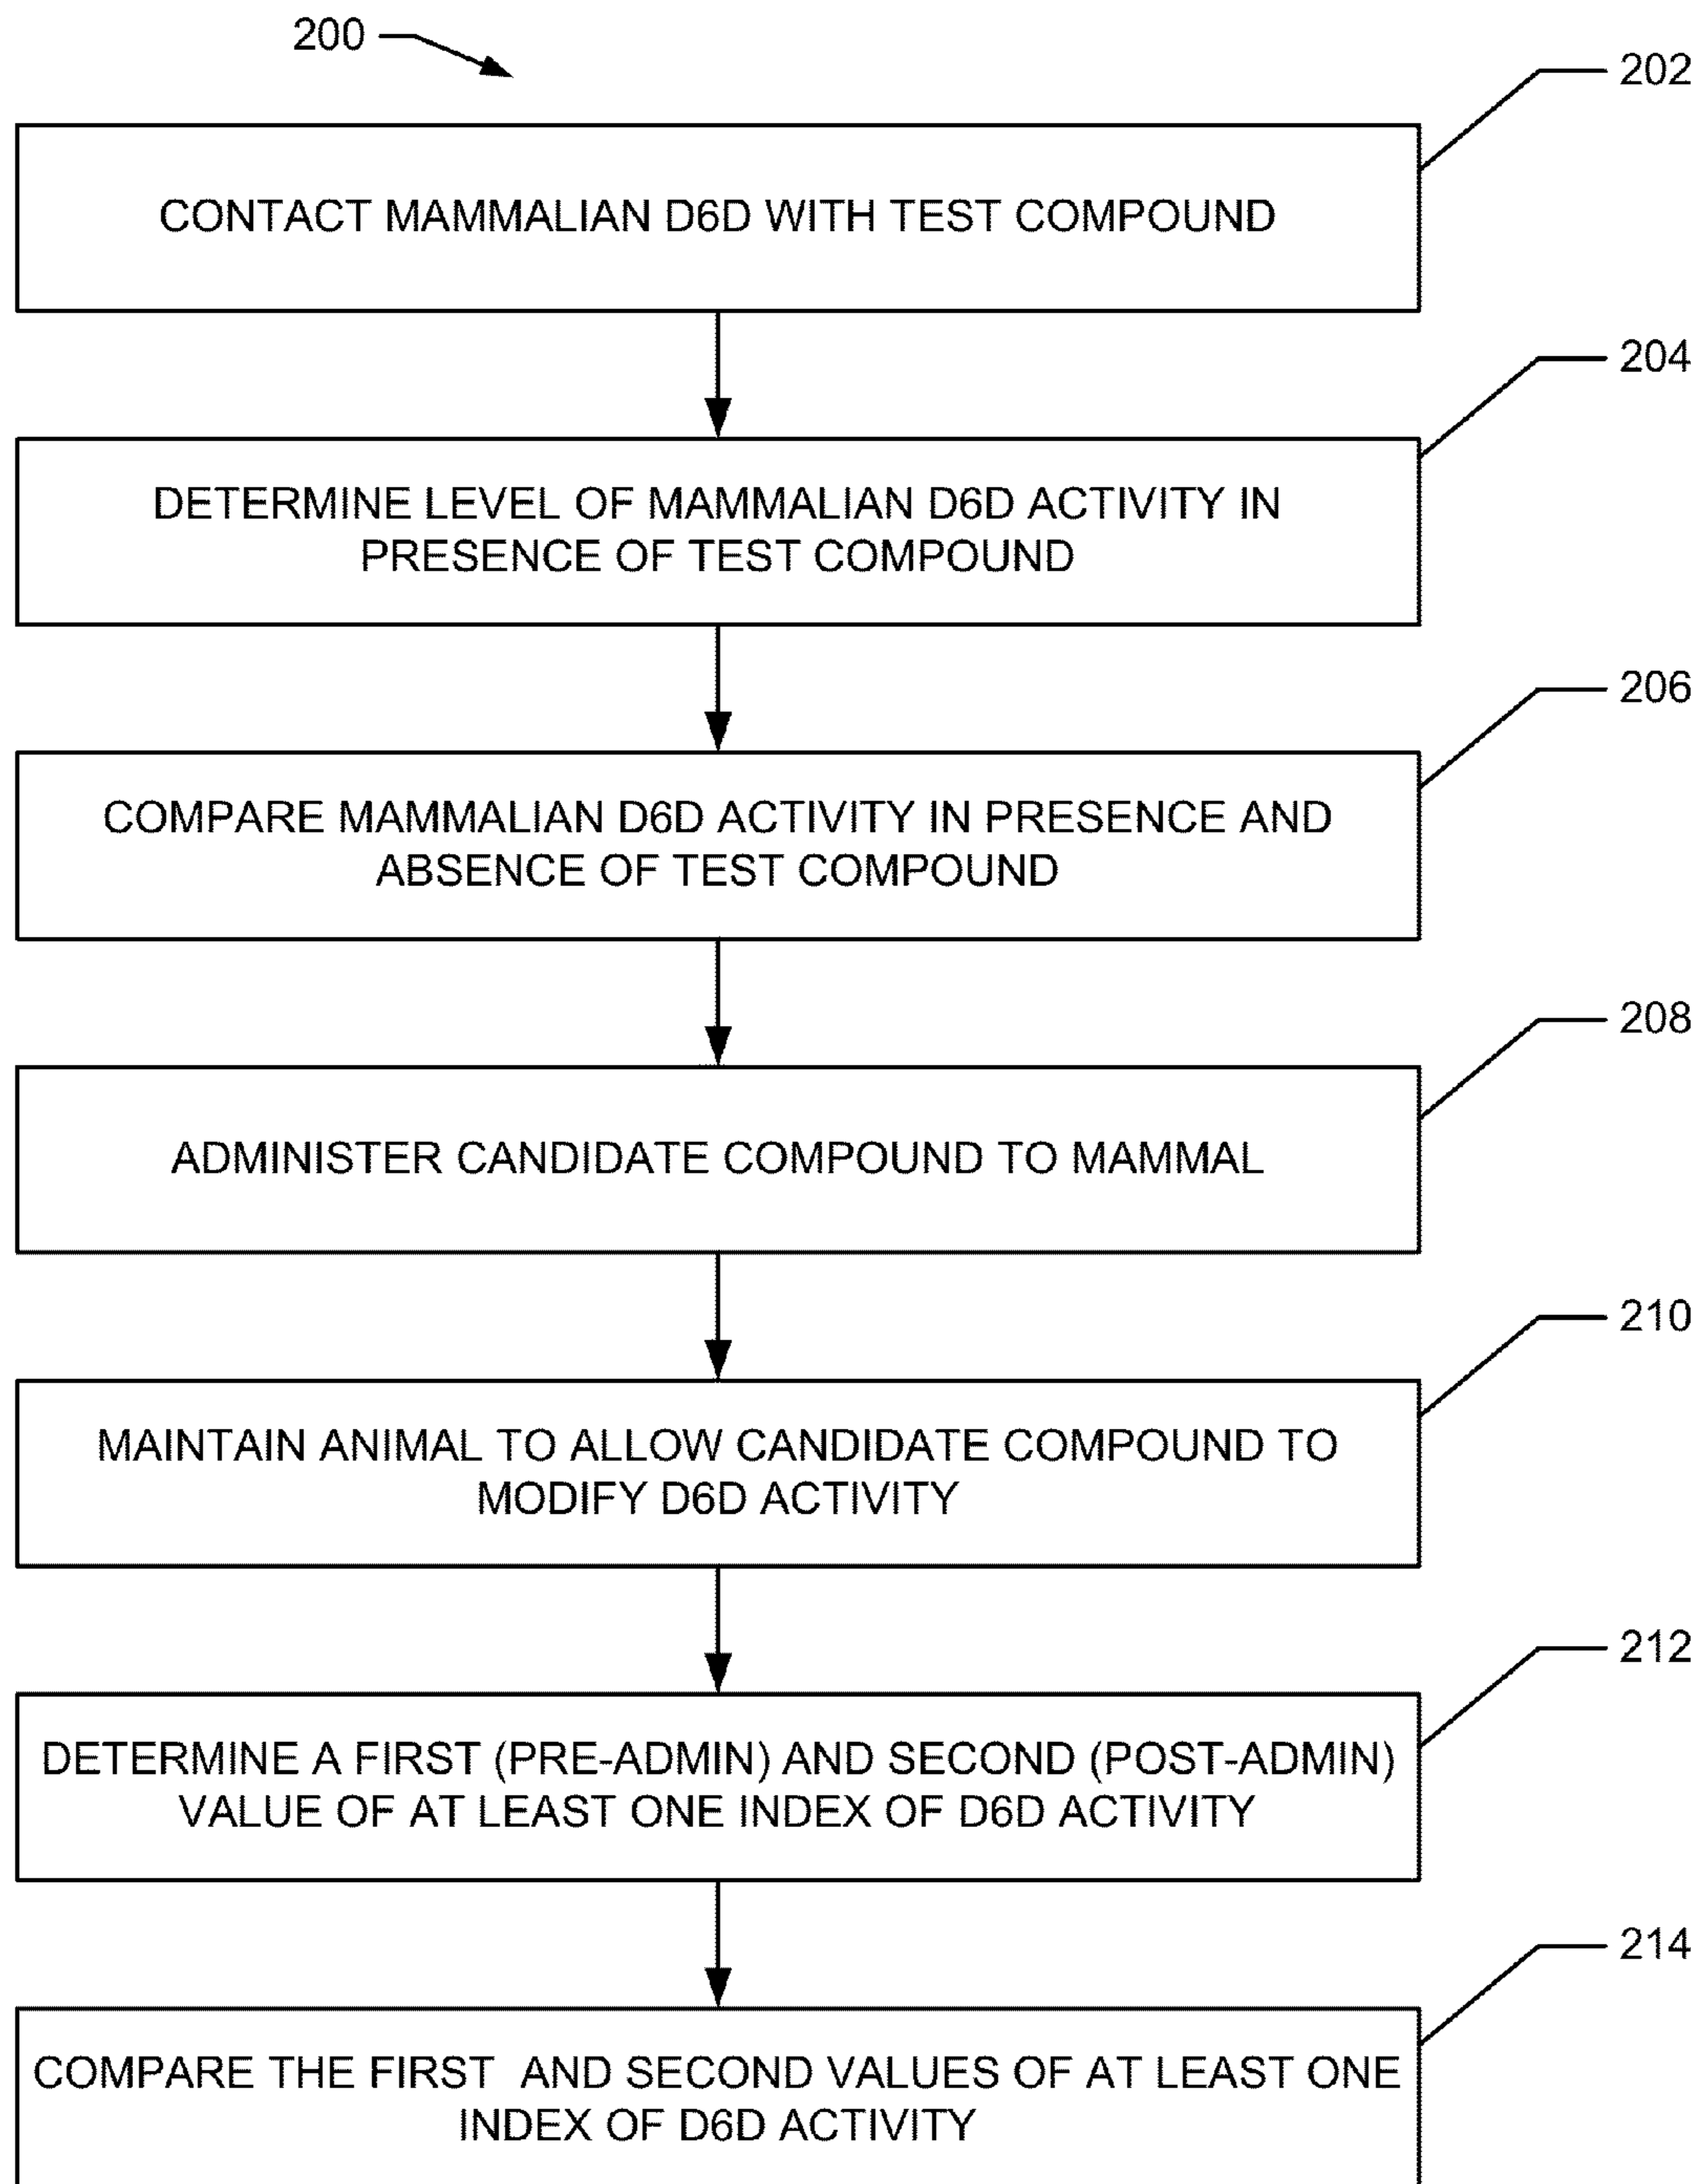 200
202
CONTACT MAMMALIAN D6D WITH TEST COMPOUND
204
DETERMINE LEVEL OF MAMMALIAN D6D ACTIVITY IN
PRESENCE OF TEST COMPOUND
206
COMPARE MAMMALIAN D6D ACTIVITY IN PRESENCE AND
ABSENCE OF TEST COMPOUND
208
ADMINISTER CANDIDATE COMPOUND TO MAMMAL
210
MAINTAIN ANIMAL TO ALLOW CANDIDATE COMPOUND TO
MODIFY D6D ACTIVITY
212
DETERMINE A FIRST (PRE-ADMIN) AND SECOND (POST-ADMIN)
VALUE OF AT LEAST ONE INDEX OF D6D ACTIVITY
214
COMPARE THE FIRST AND SECOND VALUES OF AT LEAST ONE
INDEX OF D6D ACTIVITY